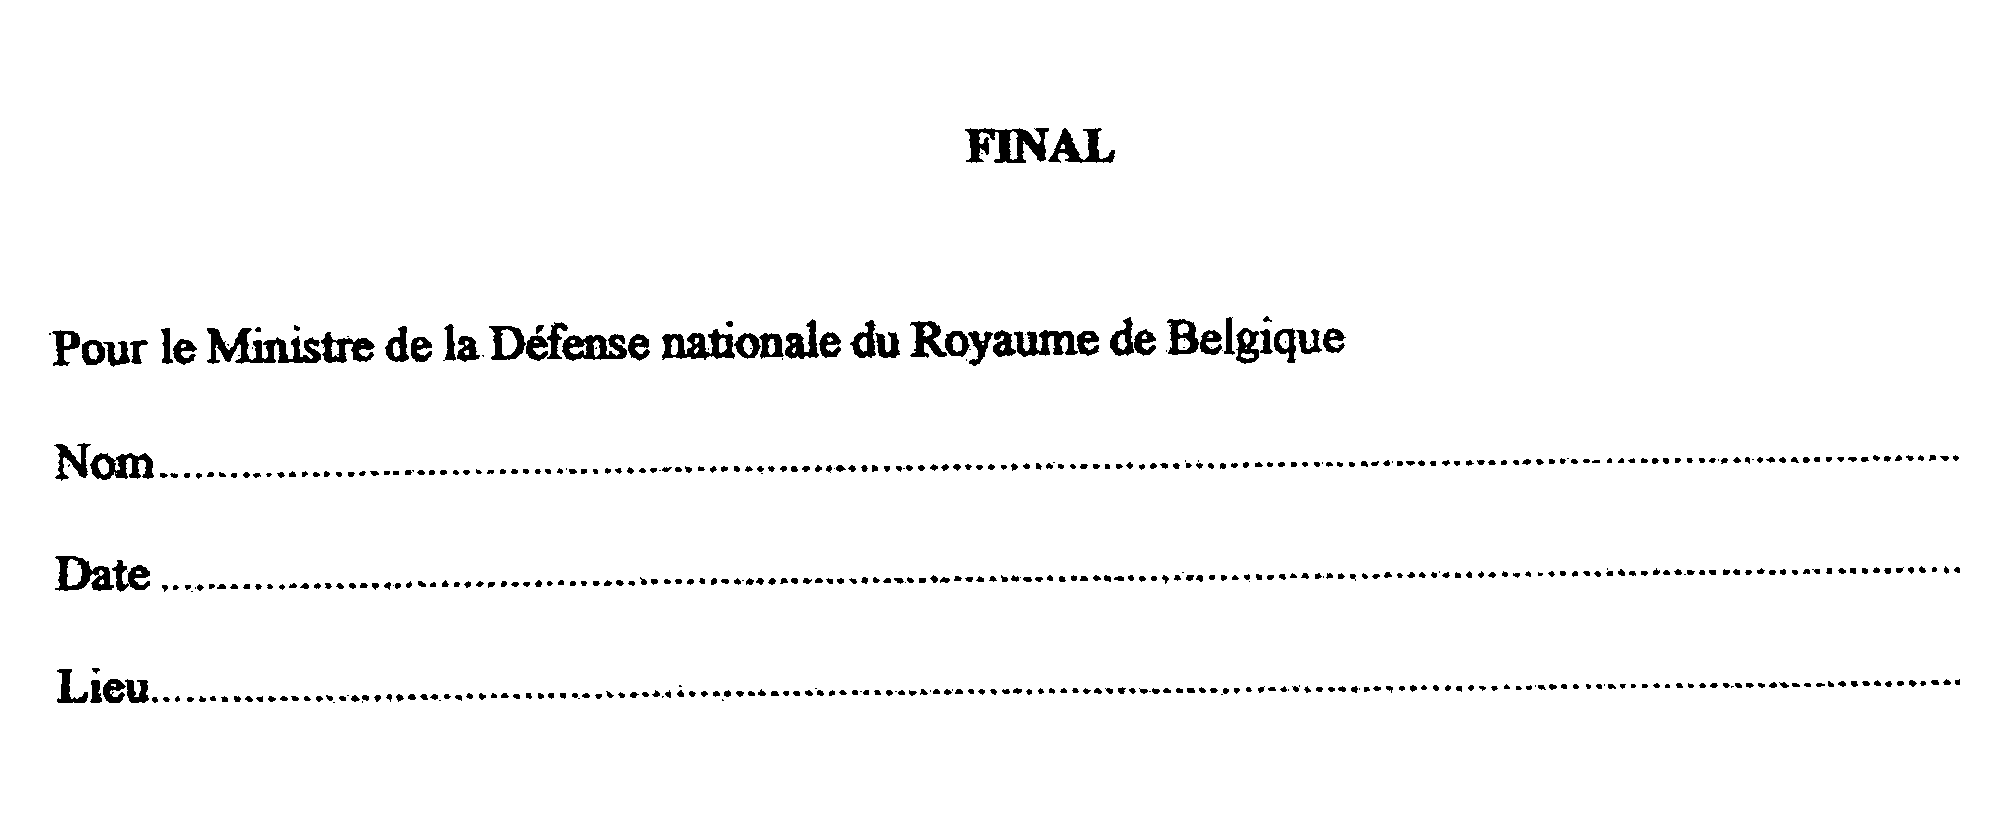 FINAL
Pour le Ministre de la Défense nationale du Royaume de Belgique
Nom
Date
Lieu